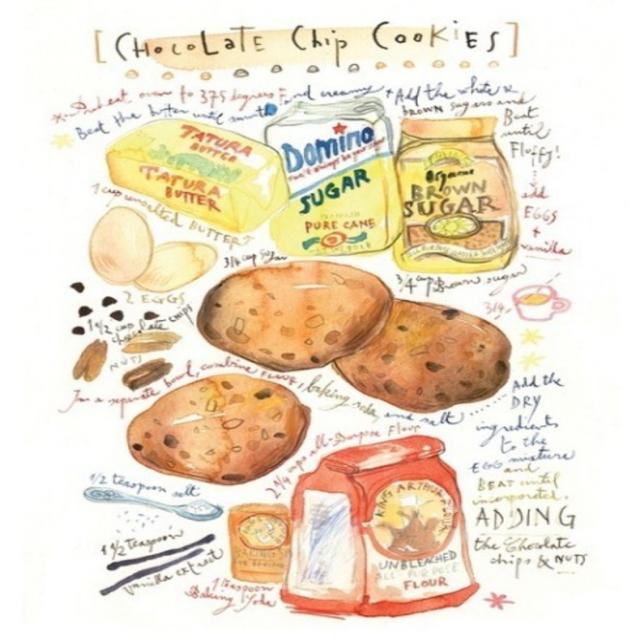 [CHOCOLATE CHIP COOKIES]
*Preheat oven to 375 degrees and creamy + Add the white &
Beat the butter until smooth
BROWN sugars and
Beat
until
Fluffy!
TATURA
BUTTER
TATURA
BUTTER
1 cup unsalted BUTTER
Domino
SUGAR
PURE CANE
3/4 cup sugar
Organic
BROWN
SUGAR
3/4 cup Brown sugar
add
EGGS
+
vanilla
2 EGGS
1 1/2 cup chocolate chips
NUTS
3/4
In a separate bowl, combine FLOUR, baking soda, and salt ......
Add the
DRY
ingredients
to the
EGG mixture
and
BEAT until
incorporated.
ADDING
the Chocolate
chips & NUTS
1/2 teaspoon salt
2 1/4 cups all-Purpose Flour
KING ARTHUR FLOUR
UNBLEACHED
ALL PURPOSE
FLOUR
BAKING
1 1/2 teaspoon
vanilla extract
1 teaspoon
Baking